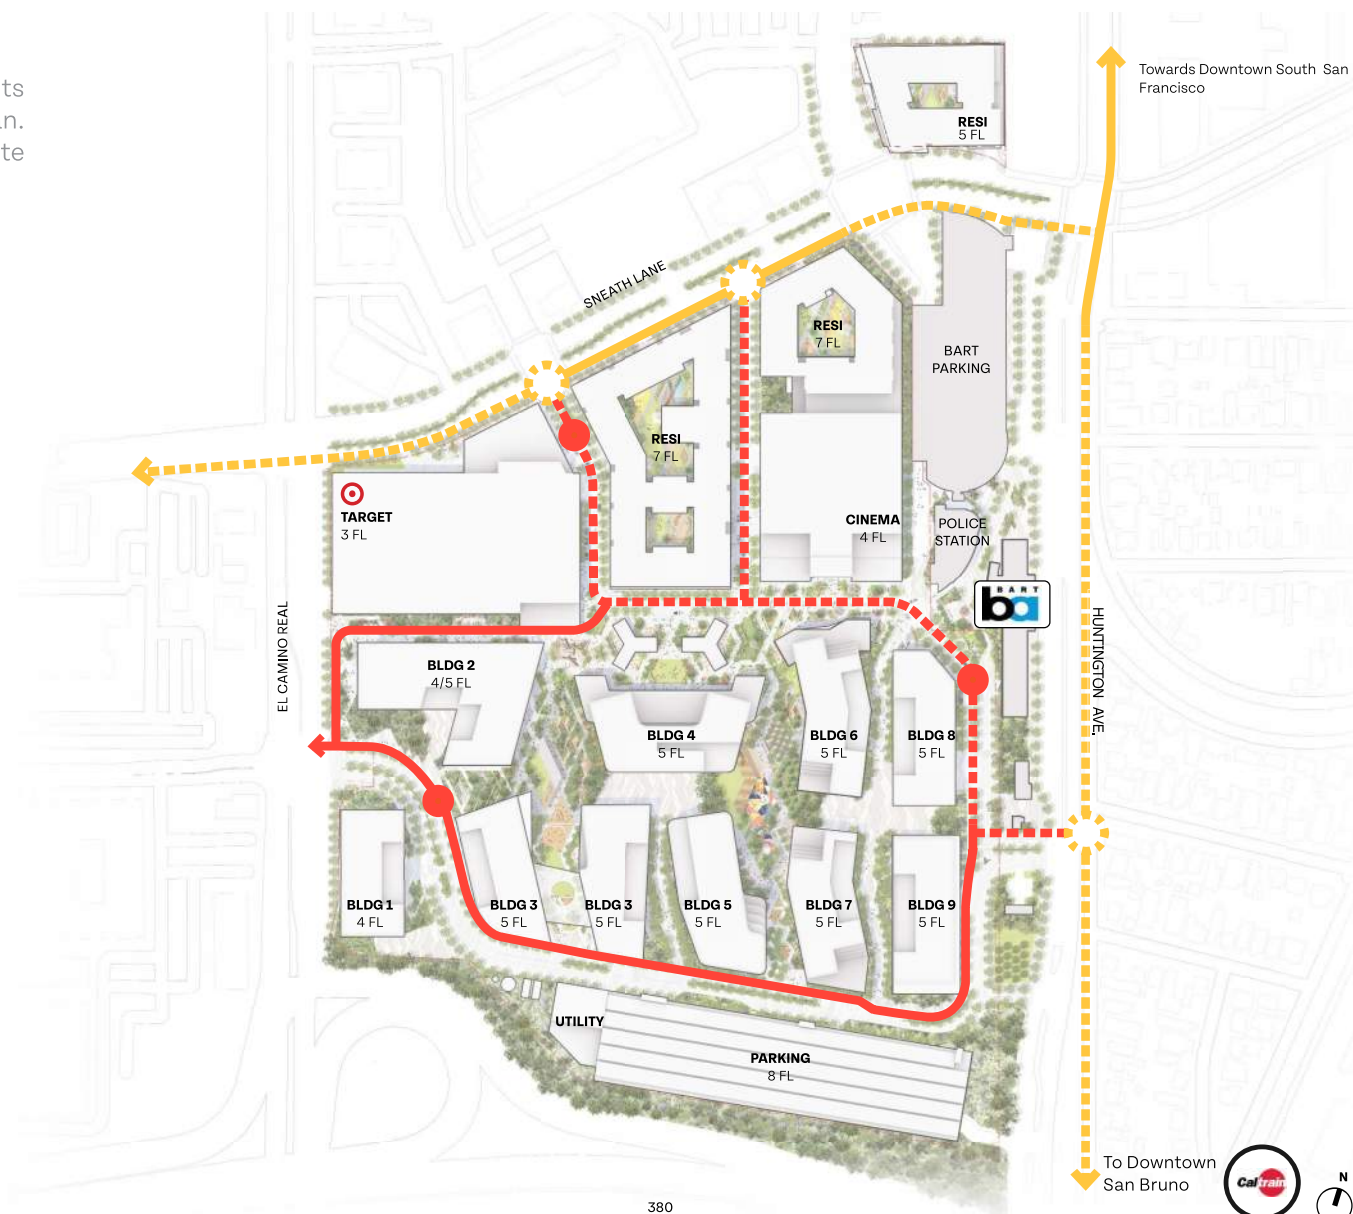 ts
n.
te
Towards Downtown South San
Francisco
RESI
5 FL
SNEATH LANE
RESI
7 FL
BART
PARKING
RESI
7 FL
TARGET
3 FL
CINEMA
4 FL
POLICE
STATION
BART
ba
EL CAMINO REAL
HUNTINGTON AVE.
BLDG 2
4/5 FL
BLDG 4
5 FL
BLDG 6
5 FL
BLDG 8
5 FL
BLDG 1
4 FL
BLDG 3
5 FL
BLDG 3
5 FL
BLDG 5
5 FL
BLDG 7
5 FL
BLDG 9
5 FL
UTILITY
PARKING
8 FL
To Downtown
San Bruno
Caltrain
N
380